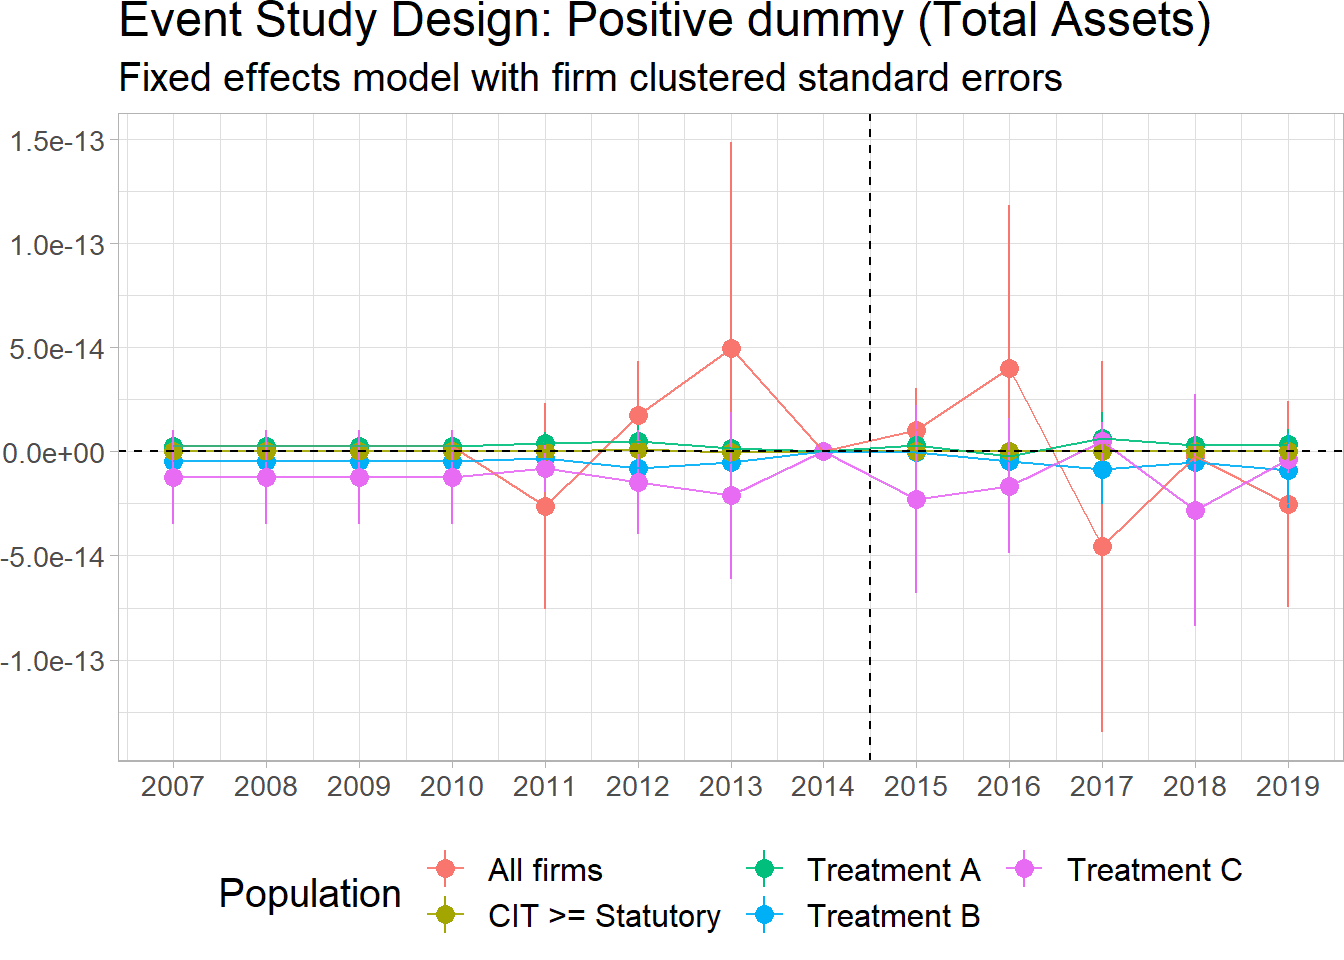 Event Study Design: Positive dummy (Total Assets)
Fixed effects model with firm clustered standard errors
1.5e-13
1.0e-13
5.0e-14
0.0e+00
-5.0e-14
-1.0e-13
2007 2008 2009 2010 2011 2012 2013 2014 2015 2016 2017 2018 2019
Population
All firms Treatment A Treatment C
CIT >= Statutory Treatment B